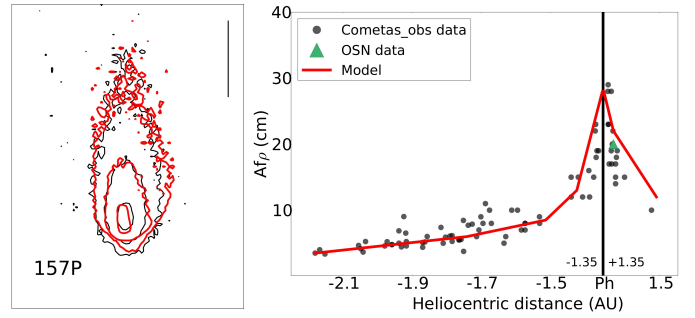 157P
Afρ (cm)
40
30
20
10
Cometas_obs data
OSN data
Model
-1.35
+1.35
-2.1
-1.9
-1.7
-1.5
Ph
1.5
Heliocentric distance (AU)